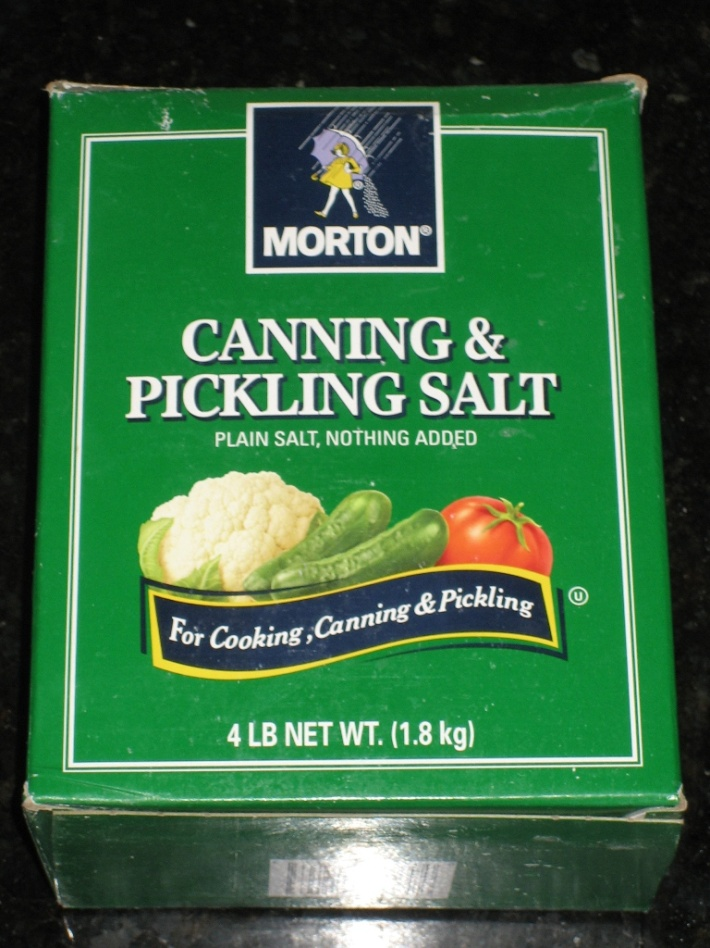 MORTON®
CANNING &
PICKLING SALT
PLAIN SALT, NOTHING ADDED
For Cooking, Canning & Pickling
U
4 LB NET WT. (1.8 kg)